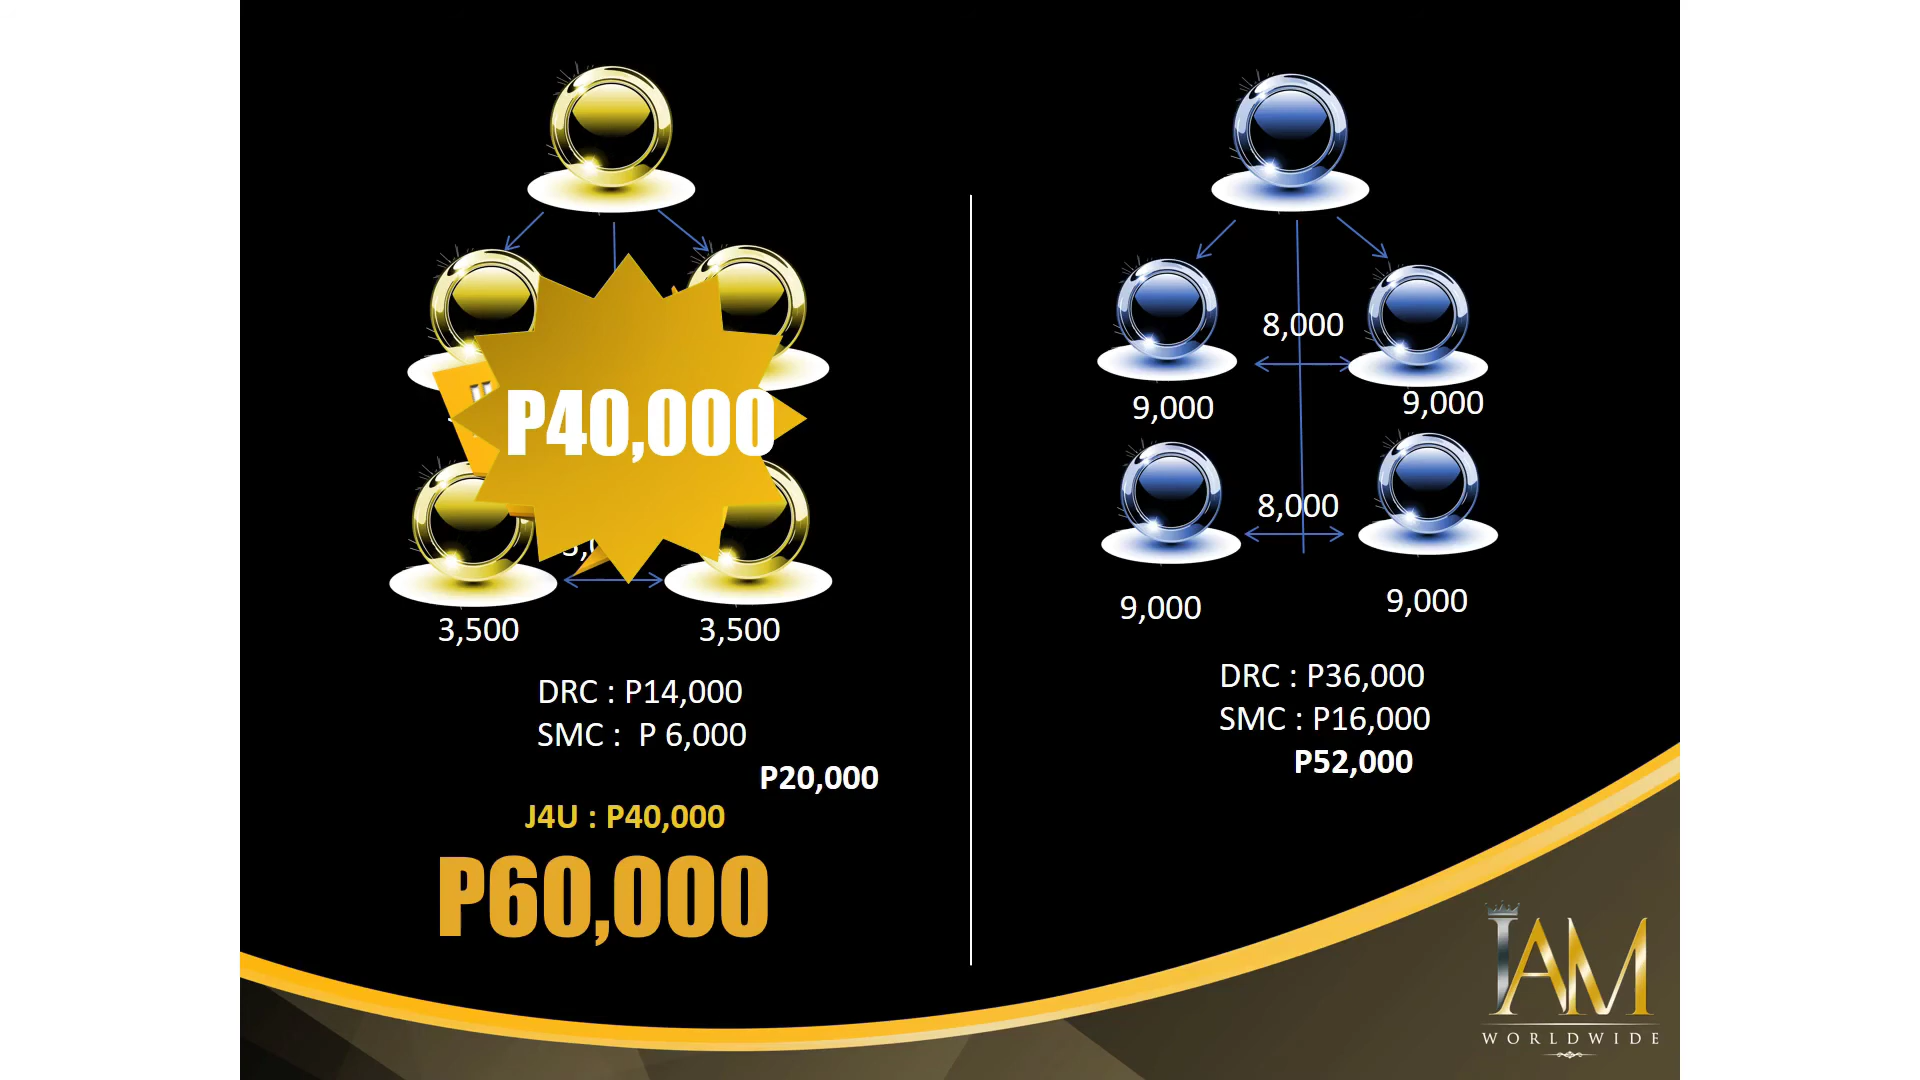 P40,000
3,500 3,500
DRC : P14,000
SMC : P 6,000
P20,000
J4U : P40,000
P60,000
8,000
9,000 9,000
8,000
9,000 9,000
DRC : P36,000
SMC : P16,000
P52,000
IAM
WORLDWIDE